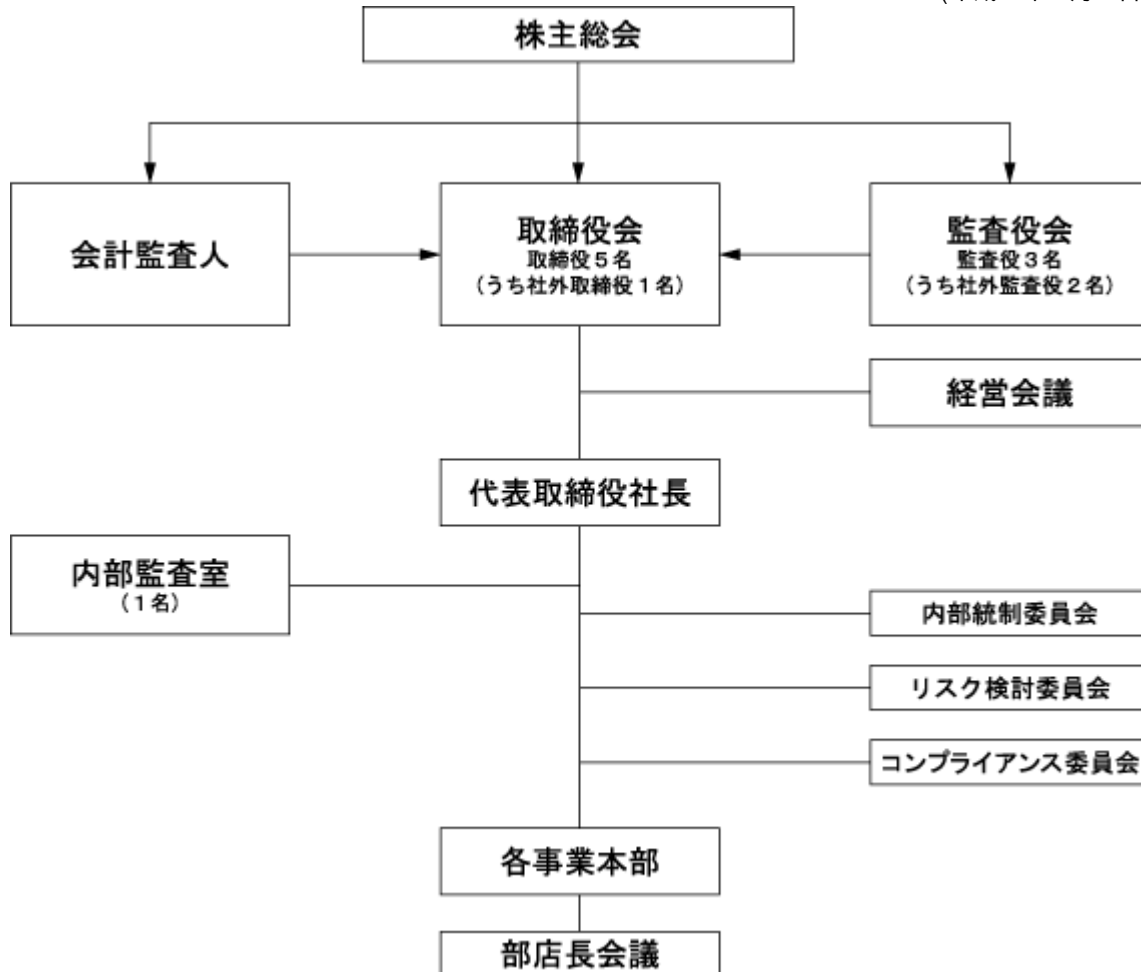 株主総会
会計監査人
取締役会
取締役5名
（うち社外取締役1名）
監査役会
監査役3名
（うち社外監査役2名）
経営会議
代表取締役社長
内部監査室
（1名）
内部統制委員会
リスク検討委員会
コンプライアンス委員会
各事業本部
部店長会議